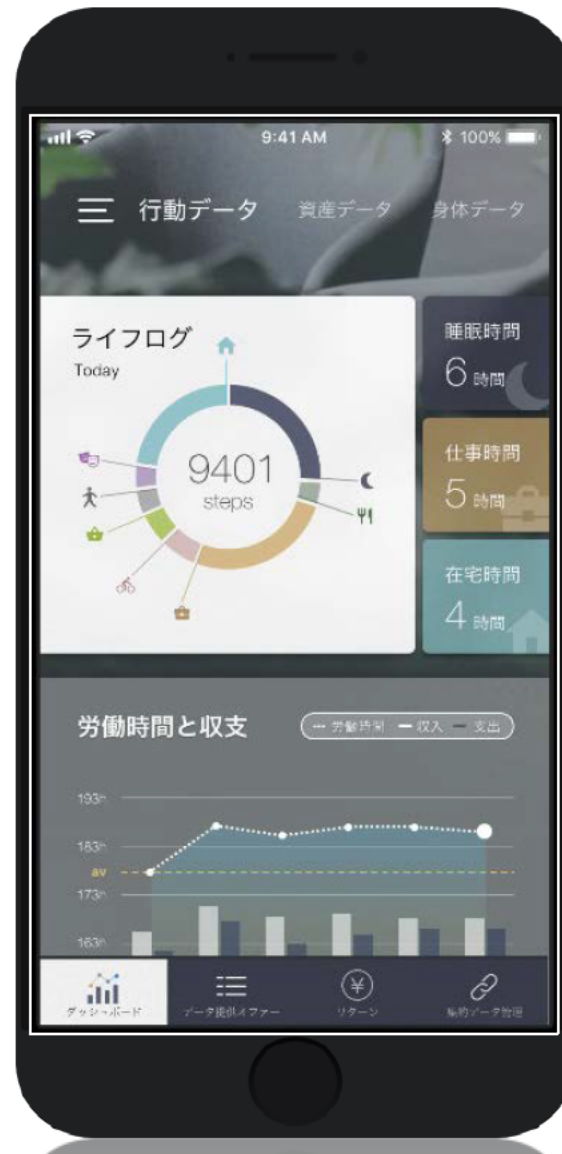 9:41 AM
100%
行動データ 資産データ 身体データ
ライフログ
Today
9401
steps
睡眠時間
6 時間
仕事時間
5 時間
在宅時間
4 時間
労働時間と収支
労働時間 収入 支出
193h
183h
av
173h
163h
ダッシュボード データ提供オファー リターン 集約データ管理